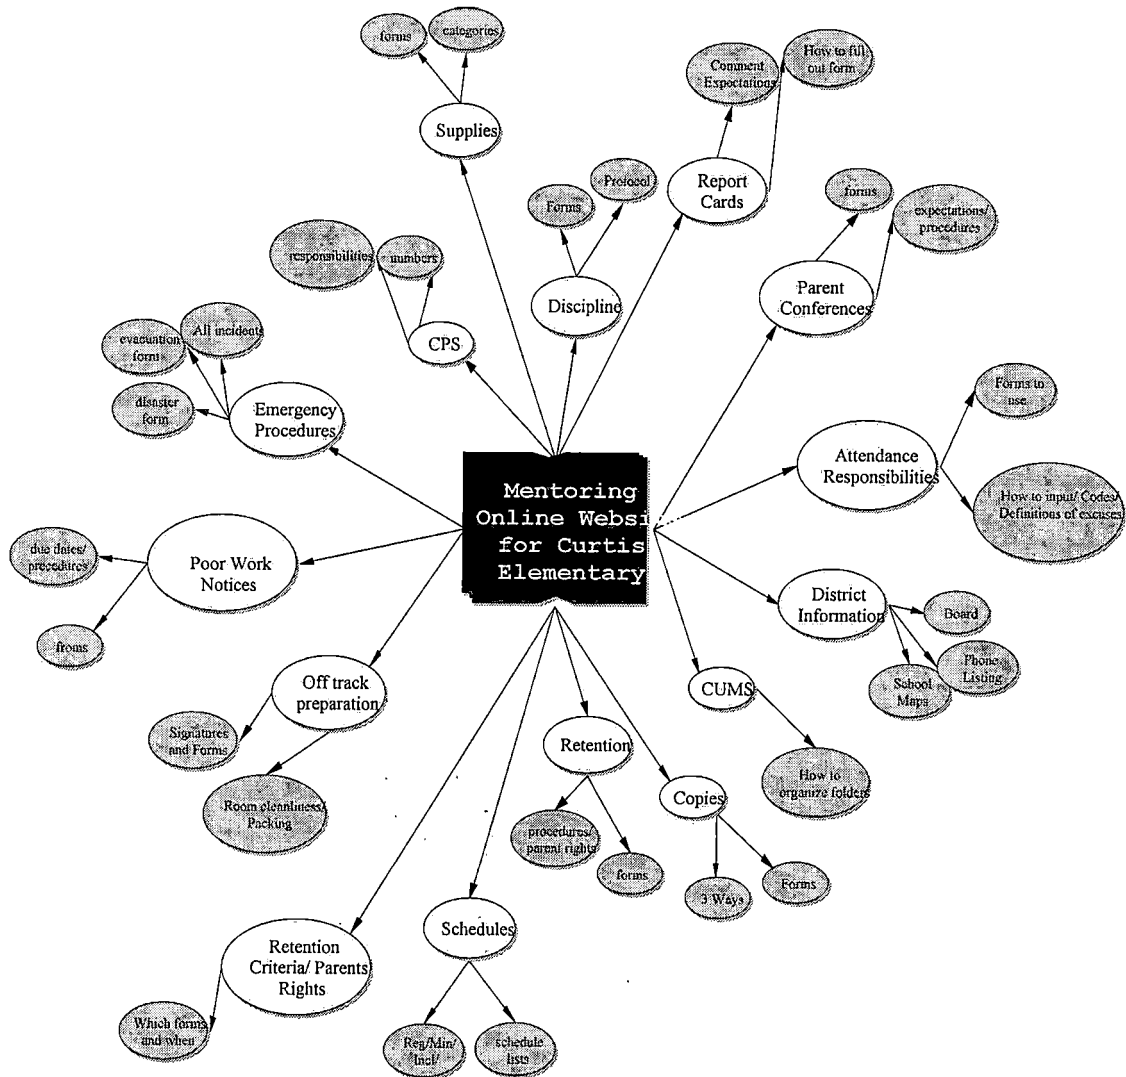 forms
categories
Supplies
Comment
Expectations
How to fill
out form
Report
Cards
Forms
Protocol
Discipline
forms
expectations/
procedures
Parent
Conferences
responsibilities
numbers
CPS
evacuation
form
All incidents
disaster
form
Emergency
Procedures
Forms to
use
Attendance
Responsibilities
How to input/ Codes/
Definitions of excuses
Mentoring
Online Websi
for Curtis
Elementary
due dates/
procedures
froms
Poor Work
Notices
District
Information
Board
Phone
Listing
School
Maps
Off track
preparation
Signatures
and Forms
Room cleanliness/
Packing
CUMS
How to
organize folders
Retention
procedures/
parent rights
forms
Copies
3 Ways
Forms
Schedules
Reg/Min/
Incl/
schedule
lists
Retention
Criteria/ Parents
Rights
Which forms
and when